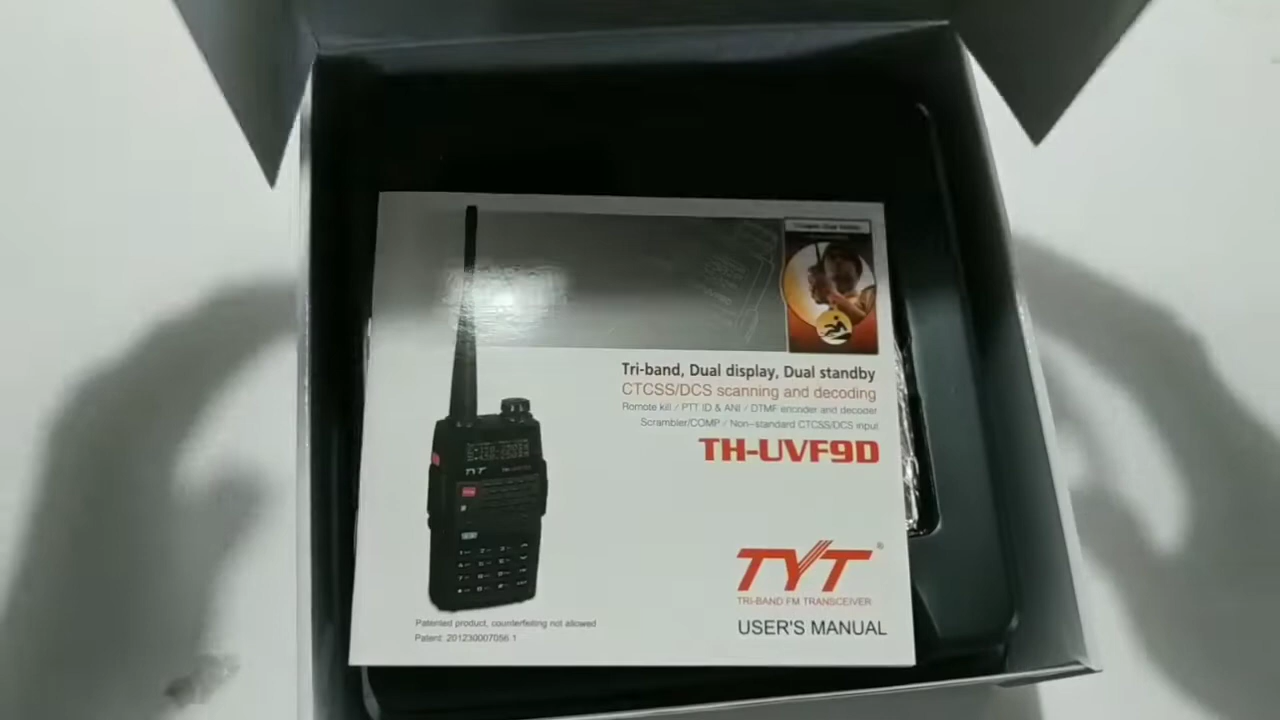 Tri-band, Dual display, Dual standby
CTCSS/DCS scanning and decoding
Romote kill / PTT ID & ANI / DTMF encoder and decoder
Scrambler/COMP / Non-standard CTCSS/DCS input
TH-UVF9D
TYT
TYT®
TRI-BAND FM TRANSCEIVER
USER'S MANUAL
Patented product, counterfeiting not allowed
Patent: 201230007056.1